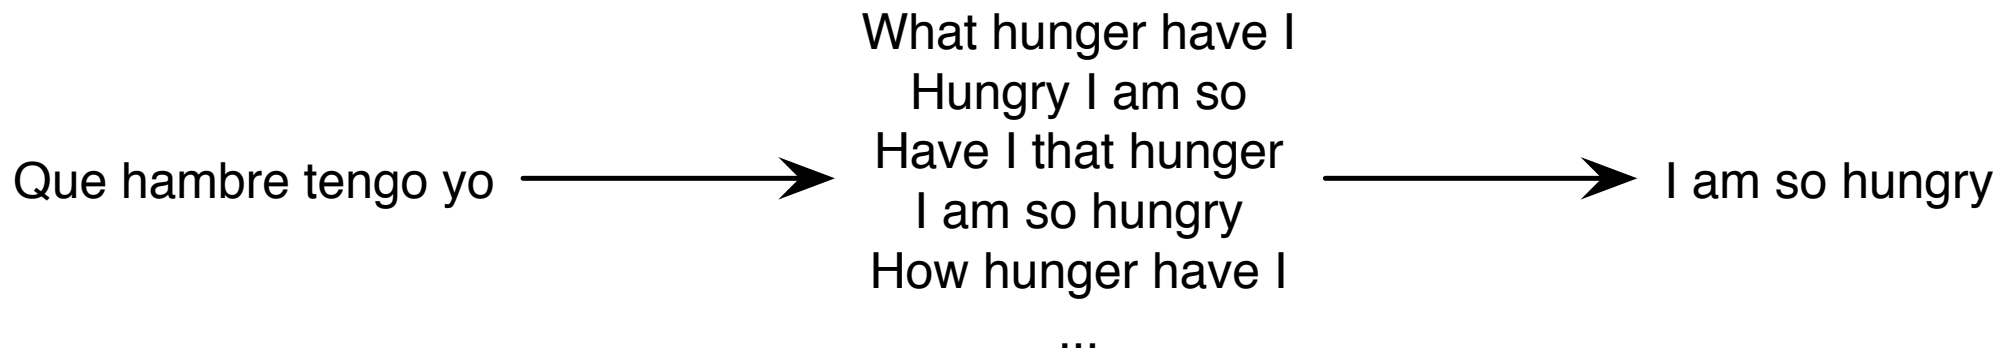 Que hambre tengo yo
What hunger have I
Hungry I am so
Have I that hunger
I am so hungry
How hunger have I
...
I am so hungry